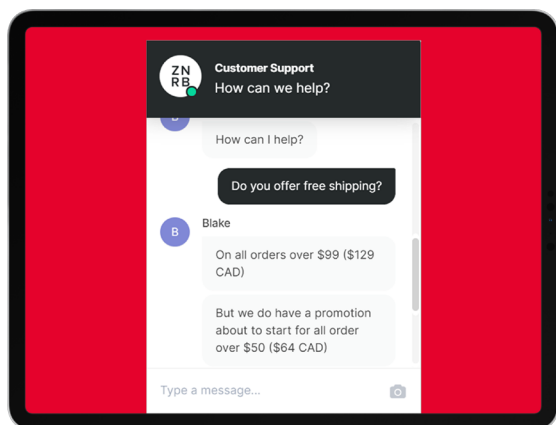 ZN
RB
Customer Support
How can we help?
How can I help?
Do you offer free shipping?
B
Blake
On all orders over $99 ($129
CAD)
But we do have a promotion
about to start for all order
over $50 ($64 CAD)
Type a message...